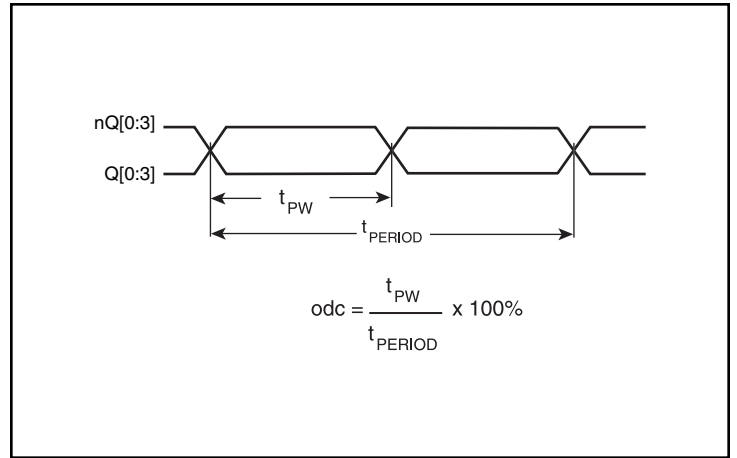 nQ[0:3]
Q[0:3]
tPW
tPERIOD
odc = tPW / tPERIOD x 100%